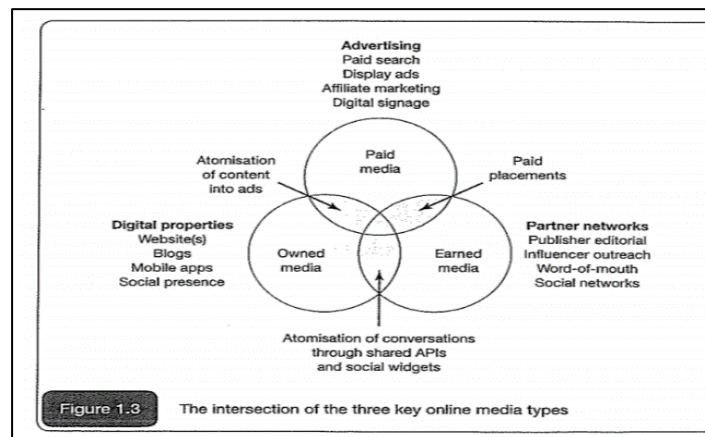 Advertising
Paid search
Display ads
Affiliate marketing
Digital signage
Atomisation
of content
into ads
Paid
media
Paid
placements
Digital properties
Website(s)
Blogs
Mobile apps
Social presence
Owned
media
Earned
media
Partner networks
Publisher editorial
Influencer outreach
Word-of-mouth
Social networks
Atomisation of conversations
through shared APIs
and social widgets
Figure 1.3 The intersection of the three key online media types